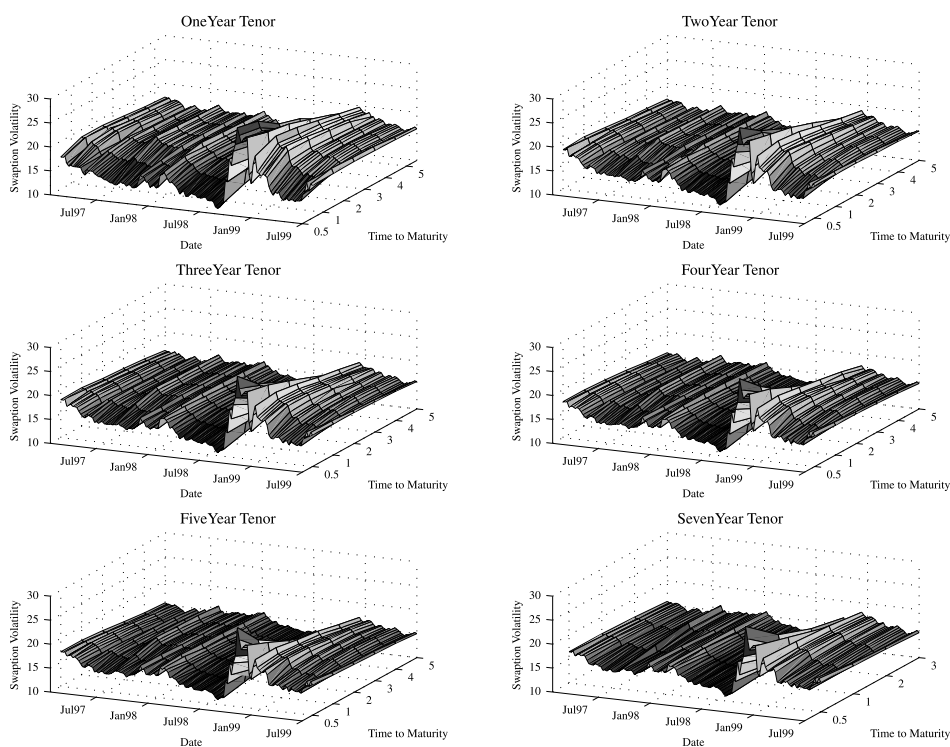 OneYear Tenor
30
25
20
15
10
Swaption Volatility
Jul97
Jan98
Jul98
Jan99
Jul99
Date
0.5
1
2
3
4
5
Time to Maturity
TwoYear Tenor
30
25
20
15
10
Swaption Volatility
Jul97
Jan98
Jul98
Jan99
Jul99
Date
0.5
1
2
3
4
5
Time to Maturity
ThreeYear Tenor
30
25
20
15
10
Swaption Volatility
Jul97
Jan98
Jul98
Jan99
Jul99
Date
0.5
1
2
3
4
5
Time to Maturity
FourYear Tenor
30
25
20
15
10
Swaption Volatility
Jul97
Jan98
Jul98
Jan99
Jul99
Date
0.5
1
2
3
4
5
Time to Maturity
FiveYear Tenor
30
25
20
15
10
Swaption Volatility
Jul97
Jan98
Jul98
Jan99
Jul99
Date
0.5
1
2
3
4
5
Time to Maturity
SevenYear Tenor
30
25
20
15
10
Swaption Volatility
Jul97
Jan98
Jul98
Jan99
Jul99
Date
0.5
1
2
3
Time to Maturity